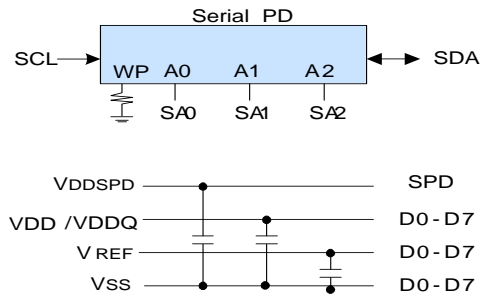 Serial PD
SCL
SDA
WP A0 A1 A2
SA0 SA1 SA2
VDDSPD SPD
VDD /VDDQ D0-D7
VREF D0-D7
VSS D0-D7